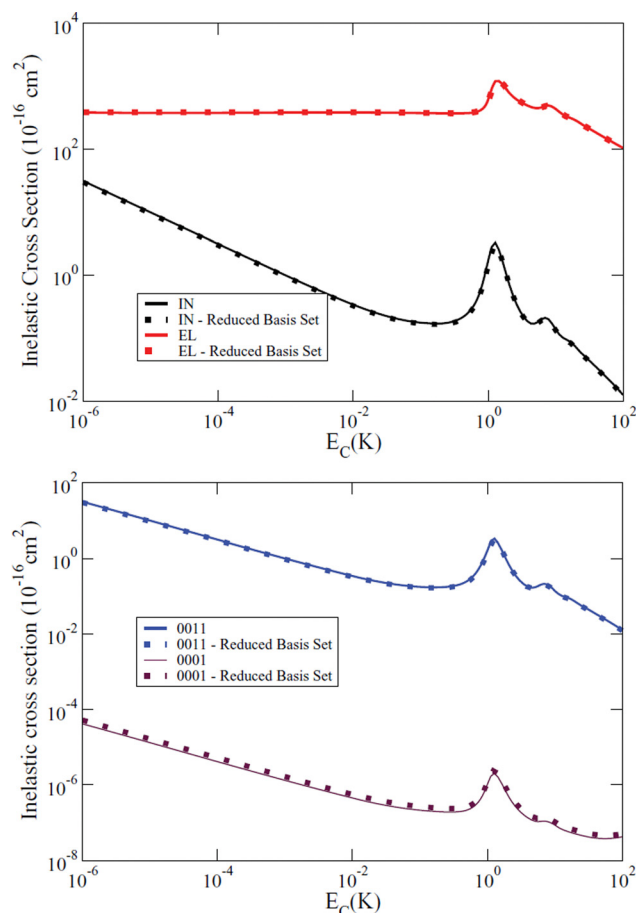 Inelastic Cross Section (10^-16 cm^2)
10^4
10^2
10^0
10^-2
IN
IN - Reduced Basis Set
EL
EL - Reduced Basis Set
10^-6 10^-4 10^-2 10^0 10^2
E_C(K)
Inelastic cross section (10^-16 cm^2)
10^2
10^0
10^-2
10^-4
10^-6
10^-8
0011
0011 - Reduced Basis Set
0001
0001 - Reduced Basis Set
10^-6 10^-4 10^-2 10^0 10^2
E_C(K)